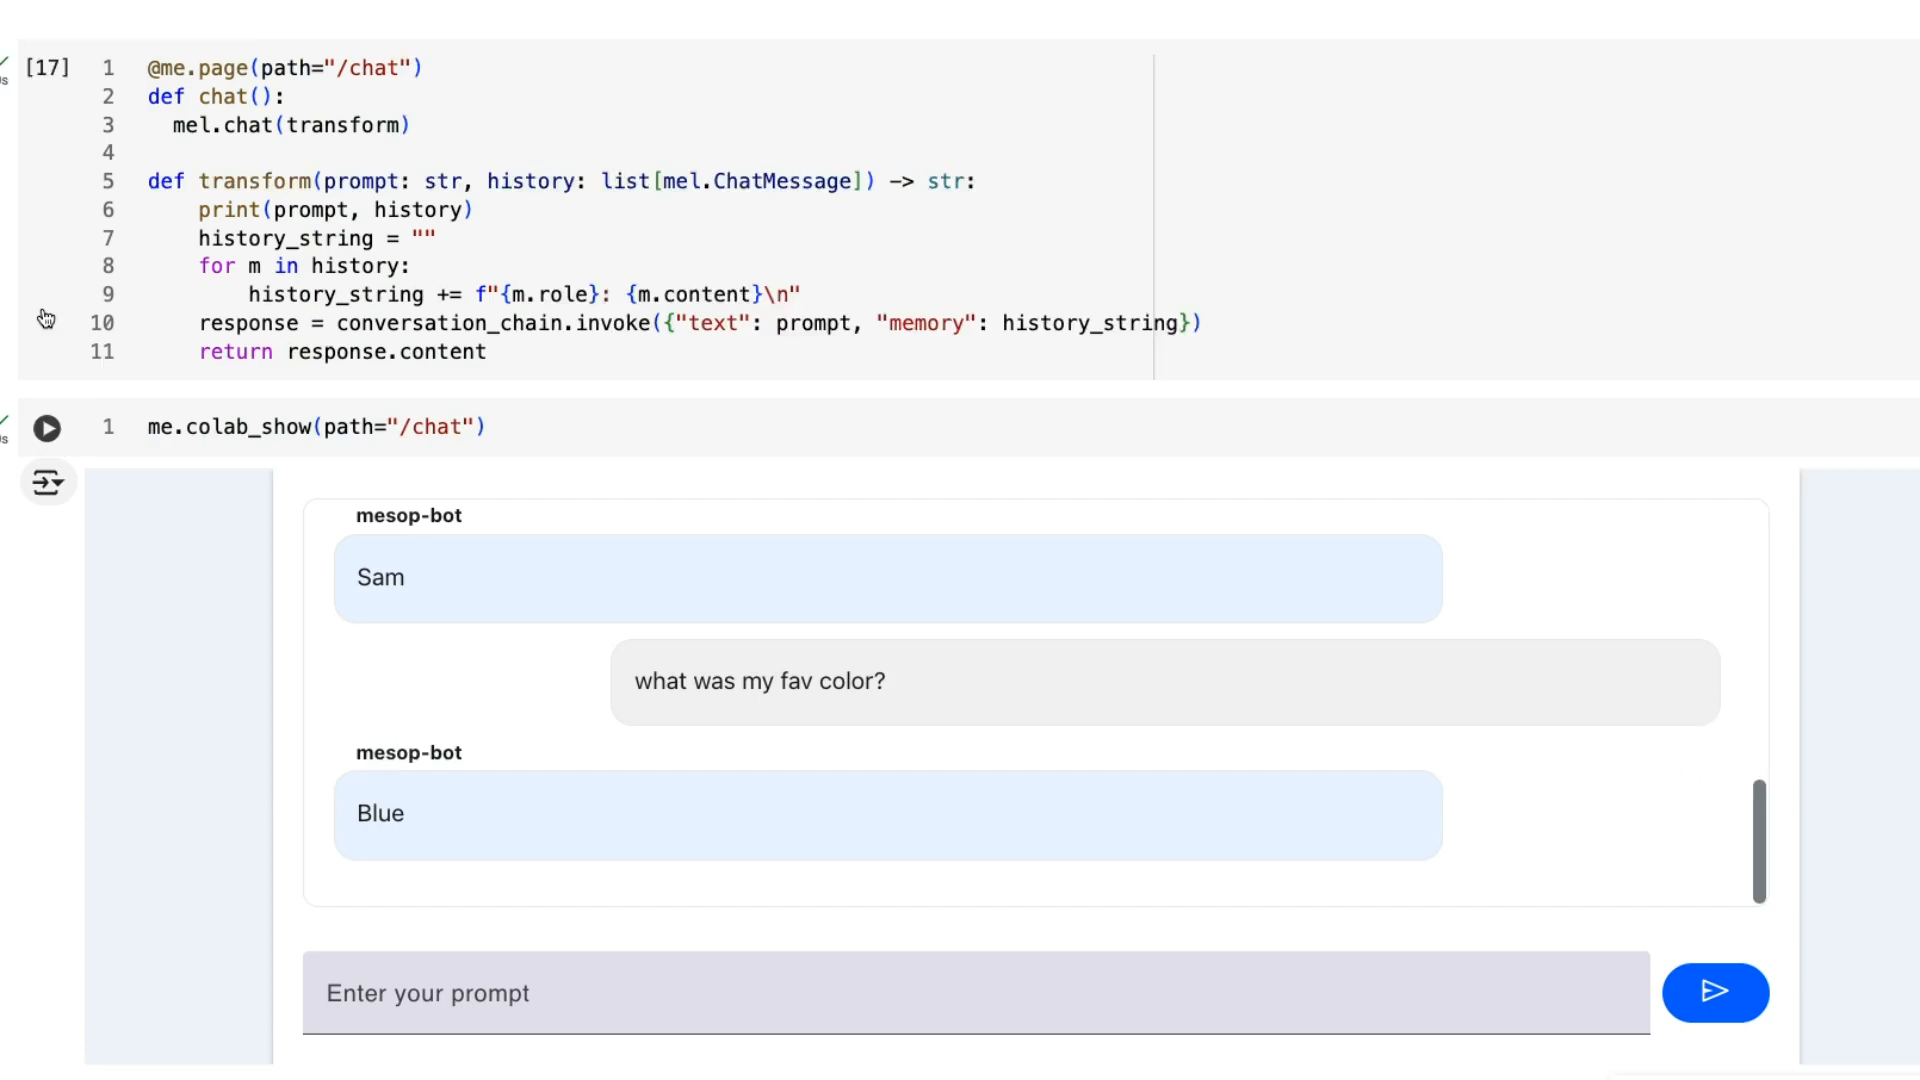 [17] 1 @me.page(path="/chat")
2 def chat():
3 mel.chat(transform)
4
5 def transform(prompt: str, history: list[mel.ChatMessage]) -> str:
6 print(prompt, history)
7 history_string = ""
8 for m in history:
9 history_string += f"{m.role}: {m.content}\n"
10 response = conversation_chain.invoke({"text": prompt, "memory": history_string})
11 return response.content
1 me.colab_show(path="/chat")
mesop-bot
Sam
what was my fav color?
mesop-bot
Blue
Enter your prompt